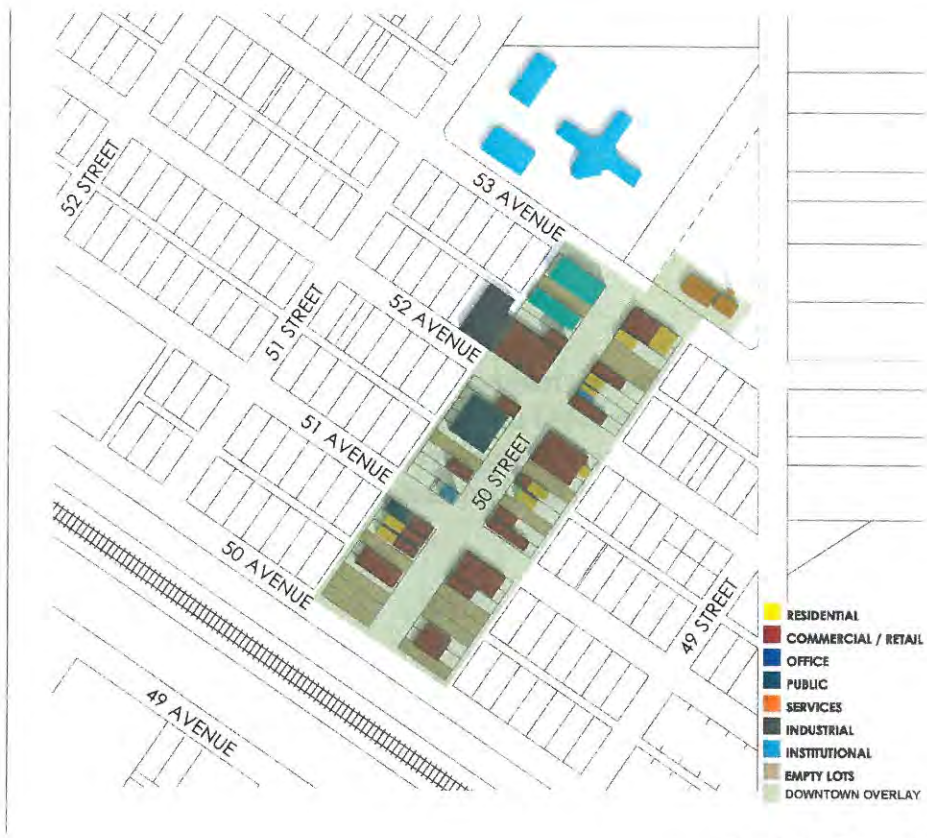 53 AVENUE
52 STREET
52 AVENUE
51 STREET
51 AVENUE
50 STREET
50 AVENUE
49 STREET
49 AVENUE
RESIDENTIAL
COMMERCIAL / RETAIL
OFFICE
PUBLIC
SERVICES
INDUSTRIAL
INSTITUTIONAL
EMPTY LOTS
DOWNTOWN OVERLAY